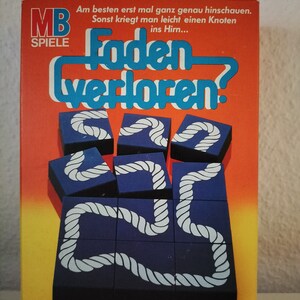 MB
SPIELE
Am besten erst mal ganz genau hinschauen.
Sonst kriegt man leicht einen Knoten
ins Hirn...
Faden
verloren?